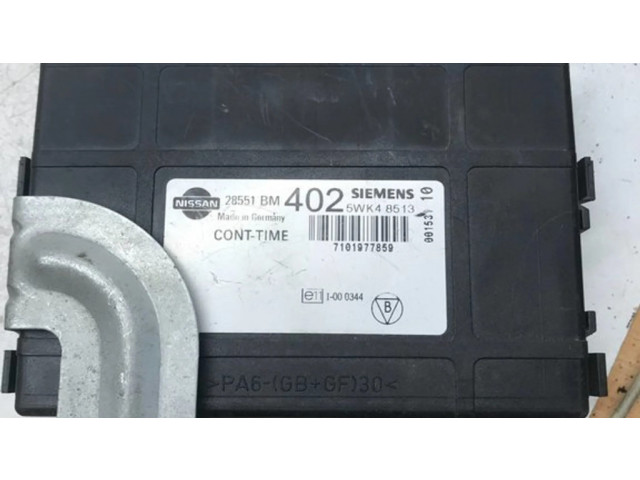 NISSAN 28551 BM 402 SIEMENS
Made in Germany 5WK4 8513
CONT-TIME
7101977859
00153Y 10
e11 I-00 0344 B
>PA6-(GB+GF)30<